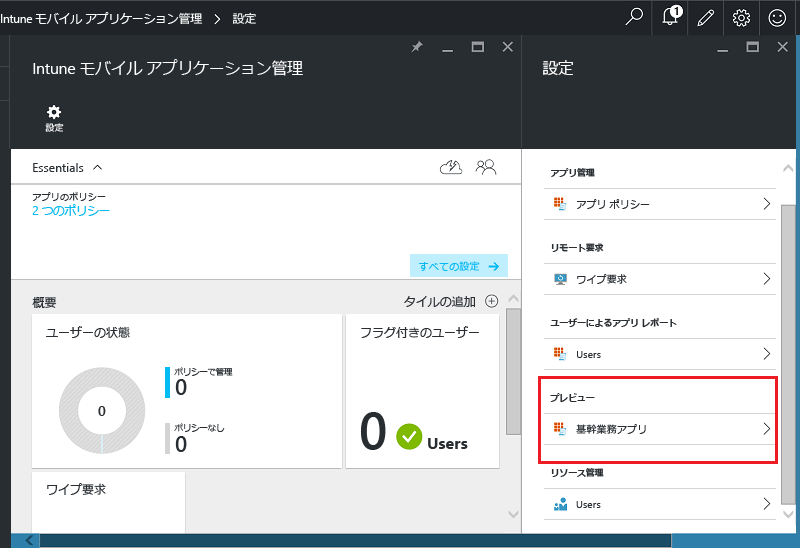 Intune モバイル アプリケーション管理 > 設定
1
Intune モバイル アプリケーション管理
設定
Essentials
アプリのポリシー
2 つのポリシー
すべての設定 →
概要
タイルの追加
ユーザーの状態
0
ポリシーで管理
0
ポリシーなし
0
フラグ付きのユーザー
0
Users
ワイプ要求
設定
アプリ管理
アプリ ポリシー
リモート要求
ワイプ要求
ユーザーによるアプリ レポート
Users
プレビュー
基幹業務アプリ
リソース管理
Users